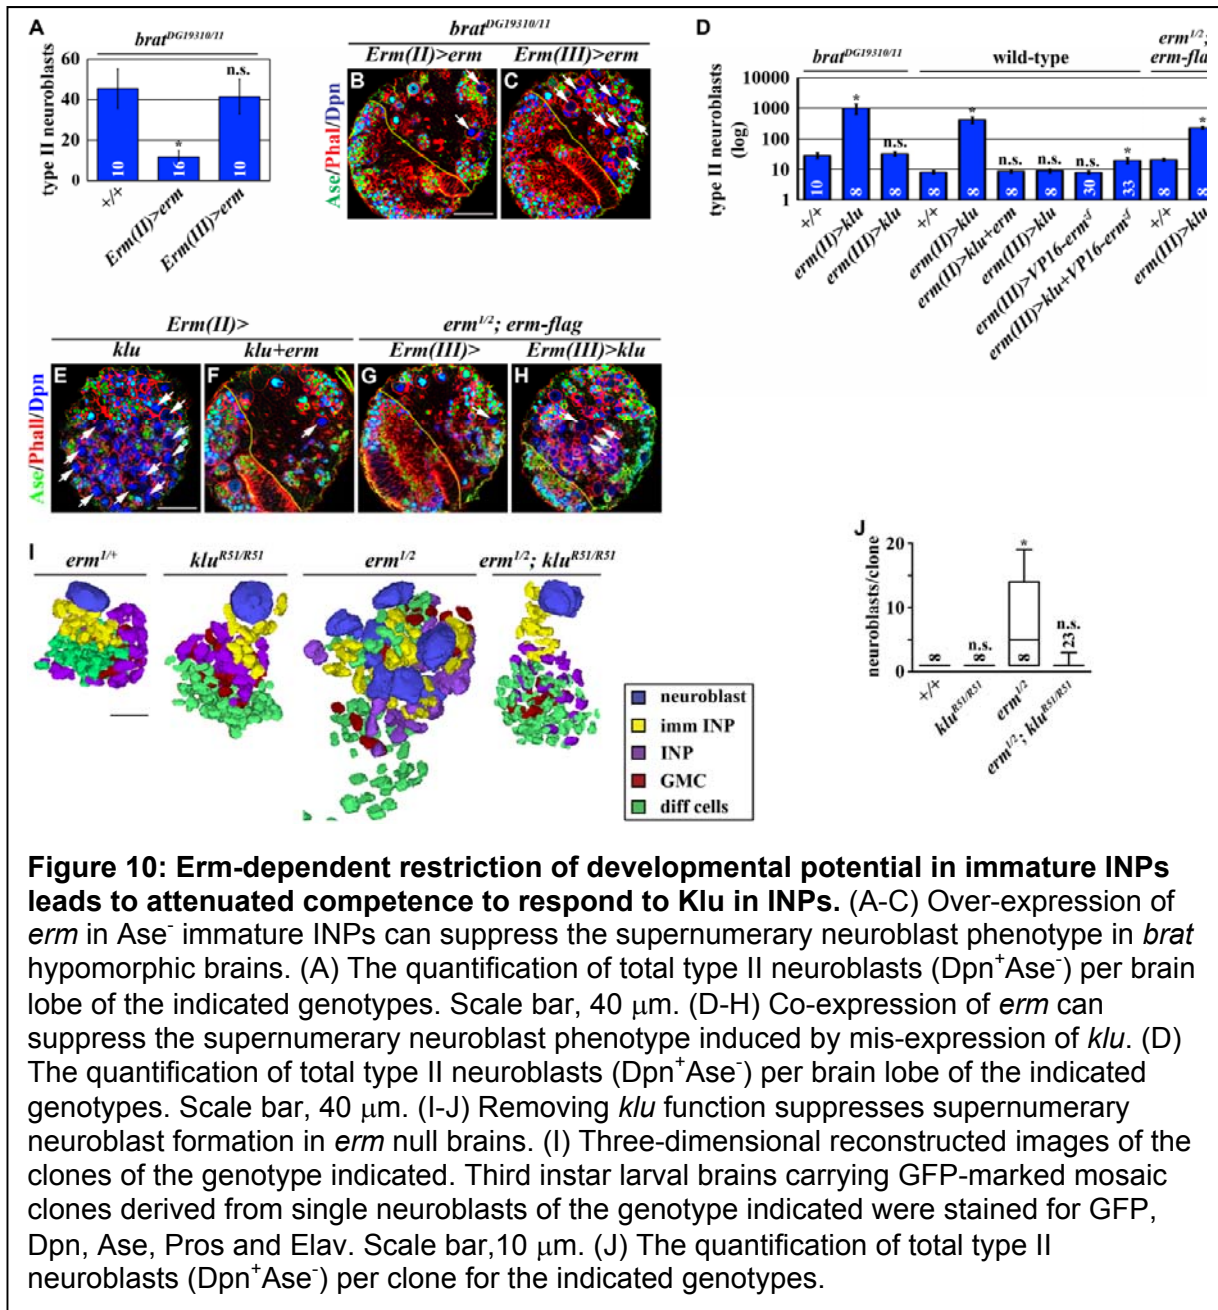 A
brat^DG19310/11
type II neuroblasts
60
40
20
0
*
n.s.
10
16
10
+/+
Erm(II)>erm
Erm(III)>erm
brat^DG19310/11
Erm(II)>erm
Erm(III)>erm
Ase/Phal/Dpn
B
C
D
brat^DG19310/11
wild-type
erm^1/2;
erm-fla
type II neuroblasts
(log)
10000
1000
100
10
1
*
n.s.
*
n.s.
n.s.
n.s.
*
*
10
8
8
8
8
8
8
30
33
8
8
+/+
erm(II)>klu
erm(III)>klu
+/+
erm(II)>klu
erm(II)>klu+erm
erm(III)>klu
erm(III)>VP16-erm^zf
erm(III)>klu+VP16-erm^zf
+/+
erm(III)>klu
Erm(II)>
erm^1/2; erm-flag
klu
klu+erm
Erm(III)>
Erm(III)>klu
Ase/Phall/Dpn
E
F
G
H
I
erm^1/+
klu^R51/R51
erm^1/2
erm^1/2; klu^R51/R51
neuroblast
imm INP
INP
GMC
diff cells
J
neuroblasts/clone
20
10
0
n.s.
*
n.s.
8
8
8
23
+/+
klu^R51/R51
erm^1/2
erm^1/2; klu^R51/R51
Figure 10: Erm-dependent restriction of developmental potential in immature INPs
leads to attenuated competence to respond to Klu in INPs. (A-C) Over-expression of
erm in Ase⁻ immature INPs can suppress the supernumerary neuroblast phenotype in brat
hypomorphic brains. (A) The quantification of total type II neuroblasts (Dpn⁺Ase⁻) per brain
lobe of the indicated genotypes. Scale bar, 40 μm. (D-H) Co-expression of erm can
suppress the supernumerary neuroblast phenotype induced by mis-expression of klu. (D)
The quantification of total type II neuroblasts (Dpn⁺Ase⁻) per brain lobe of the indicated
genotypes. Scale bar, 40 μm. (I-J) Removing klu function suppresses supernumerary
neuroblast formation in erm null brains. (I) Three-dimensional reconstructed images of the
clones of the genotype indicated. Third instar larval brains carrying GFP-marked mosaic
clones derived from single neuroblasts of the genotype indicated were stained for GFP,
Dpn, Ase, Pros and Elav. Scale bar,10 μm. (J) The quantification of total type II
neuroblasts (Dpn⁺Ase⁻) per clone for the indicated genotypes.